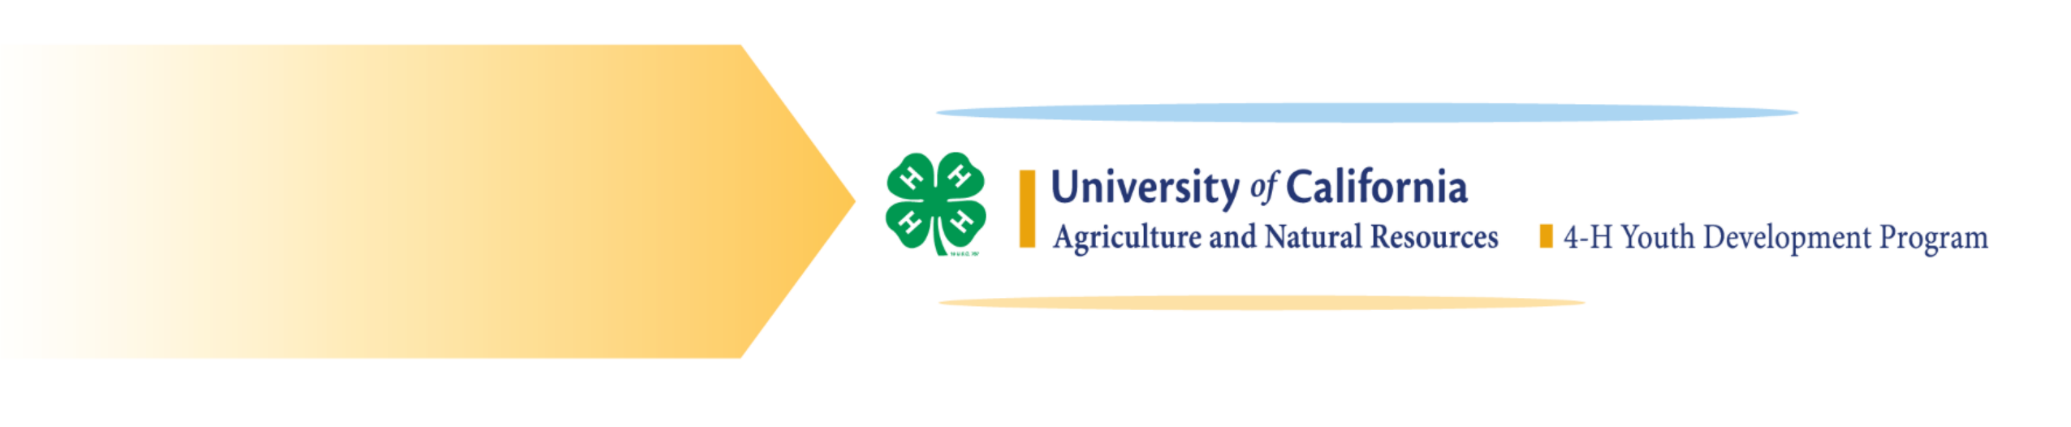 H H
H H
University of California
Agriculture and Natural Resources
4-H Youth Development Program